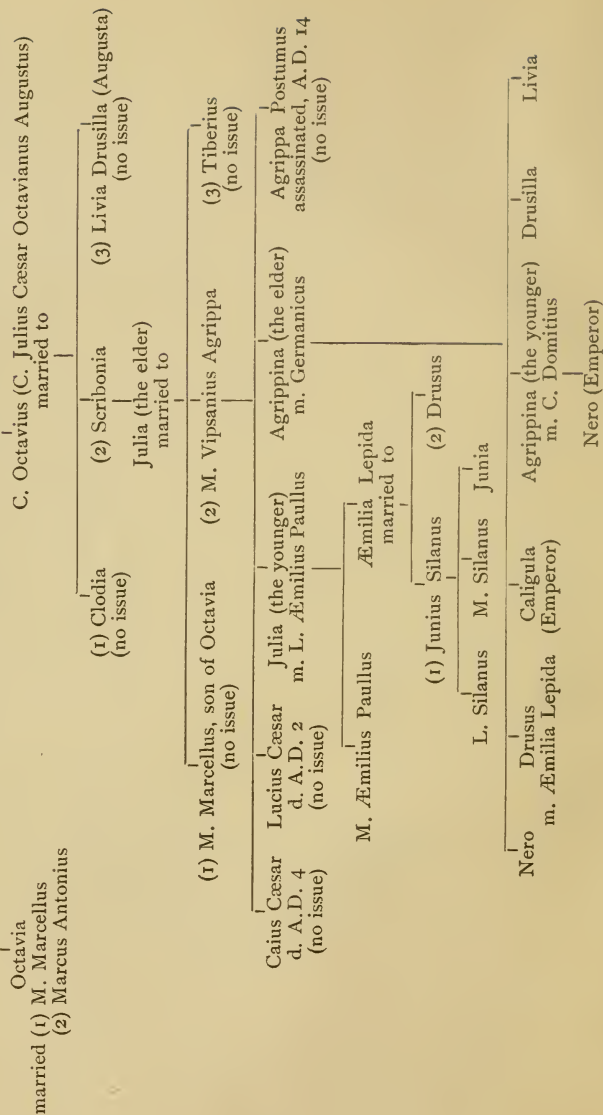 Octavia
married (1) M. Marcellus
(2) Marcus Antonius
C. Octavius (C. Julius Cæsar Octavianus Augustus)
married to
(1) Clodia
(no issue)
(2) Scribonia
(3) Livia Drusilla (Augusta)
(no issue)
Julia (the elder)
married to
(1) M. Marcellus, son of Octavia
(no issue)
(2) M. Vipsanius Agrippa
(3) Tiberius
(no issue)
Caius Cæsar
d. A.D. 4
(no issue)
Lucius Cæsar
d. A.D. 2
(no issue)
Julia (the younger)
m. L. Æmilius Paullus
Agrippina (the elder)
m. Germanicus
Agrippa Postumus
assassinated, A.D. 14
(no issue)
M. Æmilius Paullus
Æmilia Lepida
married to
(1) Junius Silanus
(2) Drusus
L. Silanus
M. Silanus
Junia
Nero
Drusus
m. Æmilia Lepida
Caligula
(Emperor)
Agrippina (the younger)
m. C. Domitius
Drusilla
Livia
Nero (Emperor)